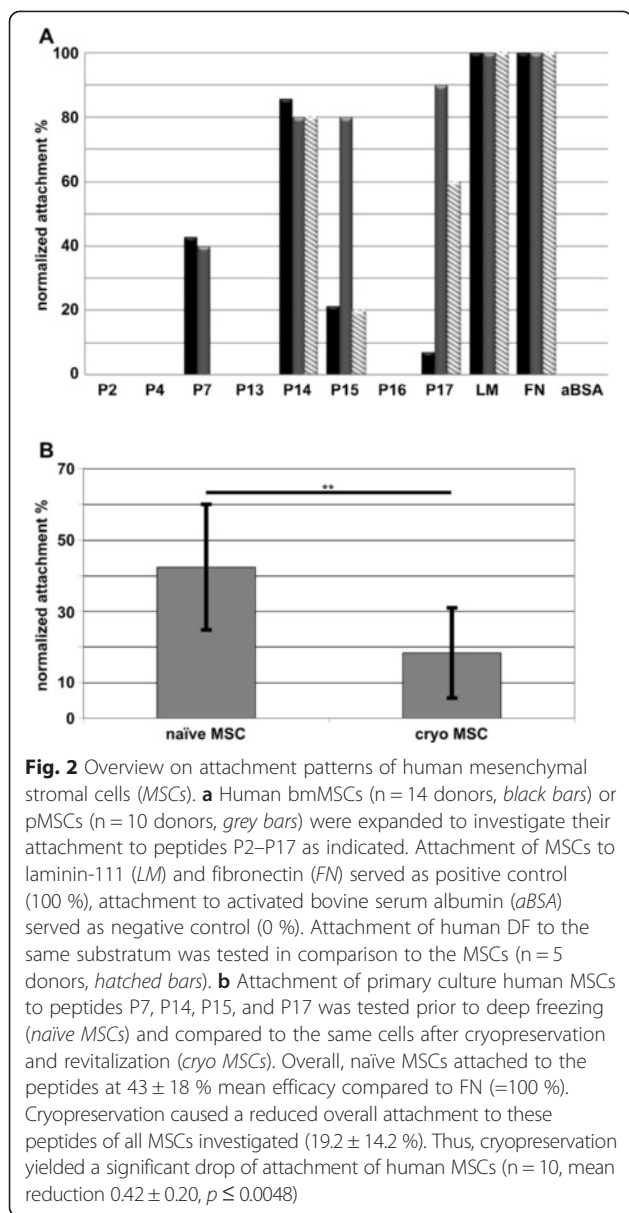 A
100
80
60
40
20
0
normalized attachment %
P2 P4 P7 P13 P14 P15 P16 P17 LM FN aBSA
B
70
50
30
10
0
normalized attachment %
**
naïve MSC cryo MSC
Fig. 2 Overview on attachment patterns of human mesenchymal
stromal cells (MSCs). a Human bmMSCs (n = 14 donors, black bars) or
pMSCs (n = 10 donors, grey bars) were expanded to investigate their
attachment to peptides P2–P17 as indicated. Attachment of MSCs to
laminin-111 (LM) and fibronectin (FN) served as positive control
(100 %), attachment to activated bovine serum albumin (aBSA)
served as negative control (0 %). Attachment of human DF to the
same substratum was tested in comparison to the MSCs (n = 5
donors, hatched bars). b Attachment of primary culture human MSCs
to peptides P7, P14, P15, and P17 was tested prior to deep freezing
(naïve MSCs) and compared to the same cells after cryopreservation
and revitalization (cryo MSCs). Overall, naïve MSCs attached to the
peptides at 43 ± 18 % mean efficacy compared to FN (=100 %).
Cryopreservation caused a reduced overall attachment to these
peptides of all MSCs investigated (19.2 ± 14.2 %). Thus, cryopreservation
yielded a significant drop of attachment of human MSCs (n = 10, mean
reduction 0.42 ± 0.20, p ≤ 0.0048)